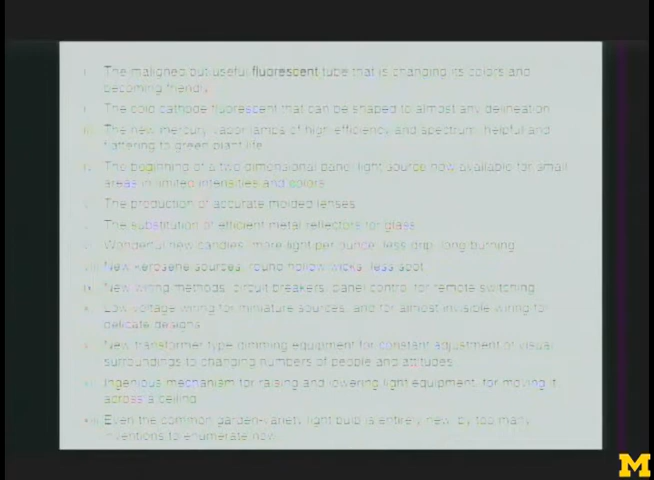 i. The maligned but useful fluorescent tube that is changing its colors and
becoming friendly
The cold cathode fluorescent that can be shaped to almost any delineation
iii. The new mercury vapor lamps of high efficiency and spectrum, helpful and
flattering to green plant life
iv. The beginning of a two dimensional panel light source now available for small
areas in limited intensities and colors
The production of accurate molded lenses
The substitution of efficient metal reflectors for glass
Wonderful new candles, more light per ounce, less drip, long burning
viii. New kerosene sources, round hollow wicks, less spot
ix. New wiring methods, circuit breakers, panel control for remote switching
x. Low voltage wiring for miniature sources, and for almost invisible wiring for
delicate designs
New transformer type dimming equipment for constant adjustment of visual
surroundings to changing numbers of people and attitudes
Ingenious mechanism for raising and lowering light equipment, for moving it
across a ceiling
xiii. Even the common garden-variety light bulb is entirely new, by too many
inventions to enumerate now.
M